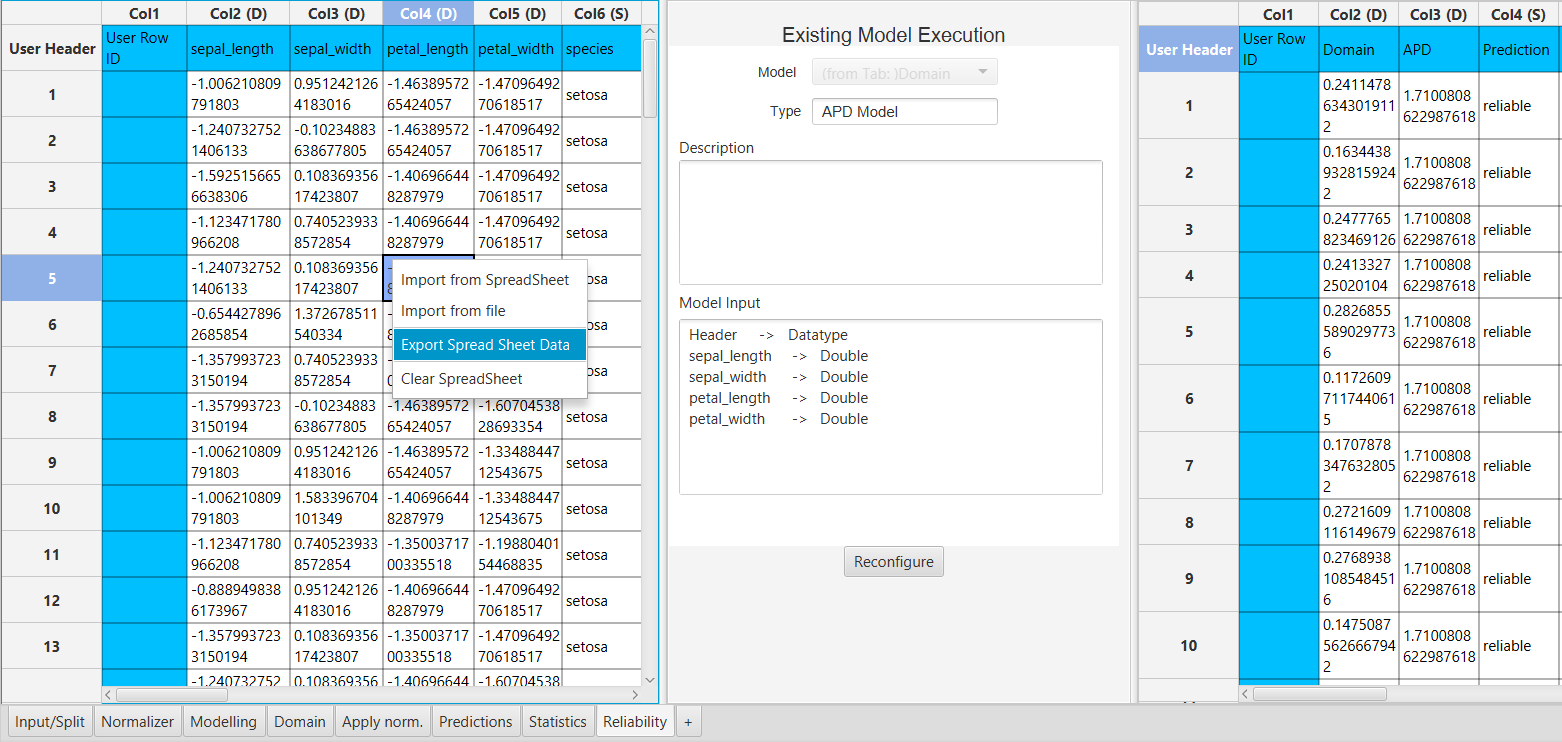 Col1 Col2 (D) Col3 (D) Col4 (D) Col5 (D) Col6 (S)
User Header User Row ID sepal_length sepal_width petal_length petal_width species
1 -1.006210809791803 0.9512421264183016 -1.4638957265424057 -1.4709649270618517 setosa
2 -1.2407327521406133 -0.10234883638677805 -1.4638957265424057 -1.4709649270618517 setosa
3 -1.5925156656638306 0.10836935617423807 -1.406966448287979 -1.4709649270618517 setosa
4 -1.123471780966208 0.7405239338572854 -1.406966448287979 -1.4709649270618517 setosa
5 -1.2407327521406133 0.10836935617423807 osa
6 -0.6544278962685854 1.372678511540334 osa
7 -1.3579937233150194 0.7405239338572854 osa
8 -1.3579937233150194 -0.10234883638677805 -1.4638957265424057 -1.6070453828693354 setosa
9 -1.006210809791803 0.9512421264183016 -1.4638957265424057 -1.3348844712543675 setosa
10 -1.006210809791803 1.583396704101349 -1.406966448287979 -1.3348844712543675 setosa
11 -1.123471780966208 0.7405239338572854 -1.3500371700335518 -1.1988040154468835 setosa
12 -0.8889498386173967 0.9512421264183016 -1.406966448287979 -1.4709649270618517 setosa
13 -1.3579937233150194 0.10836935617423807 -1.3500371700335518 -1.4709649270618517 setosa
-1.240732752 0.108369356 -1.40696644 -1.60704538
Import from SpreadSheet
Import from file
Export Spread Sheet Data
Clear SpreadSheet
Existing Model Execution
Model (from Tab: )Domain
Type APD Model
Description
Model Input
Header -> Datatype
sepal_length -> Double
sepal_width -> Double
petal_length -> Double
petal_width -> Double
Reconfigure
Col1 Col2 (D) Col3 (D) Col4 (S)
User Header User Row ID Domain APD Prediction
1 0.24114786343019112 1.7100808622987618 reliable
2 0.16344389328159242 1.7100808622987618 reliable
3 0.2477765823469126 1.7100808622987618 reliable
4 0.241332725020104 1.7100808622987618 reliable
5 0.28268555890297736 1.7100808622987618 reliable
6 0.11726097117440615 1.7100808622987618 reliable
7 0.17078783476328052 1.7100808622987618 reliable
8 0.2721609116149679 1.7100808622987618 reliable
9 0.27689381085484516 1.7100808622987618 reliable
10 0.14750875626667942 1.7100808622987618 reliable
Input/Split Normalizer Modelling Domain Apply norm. Predictions Statistics Reliability +